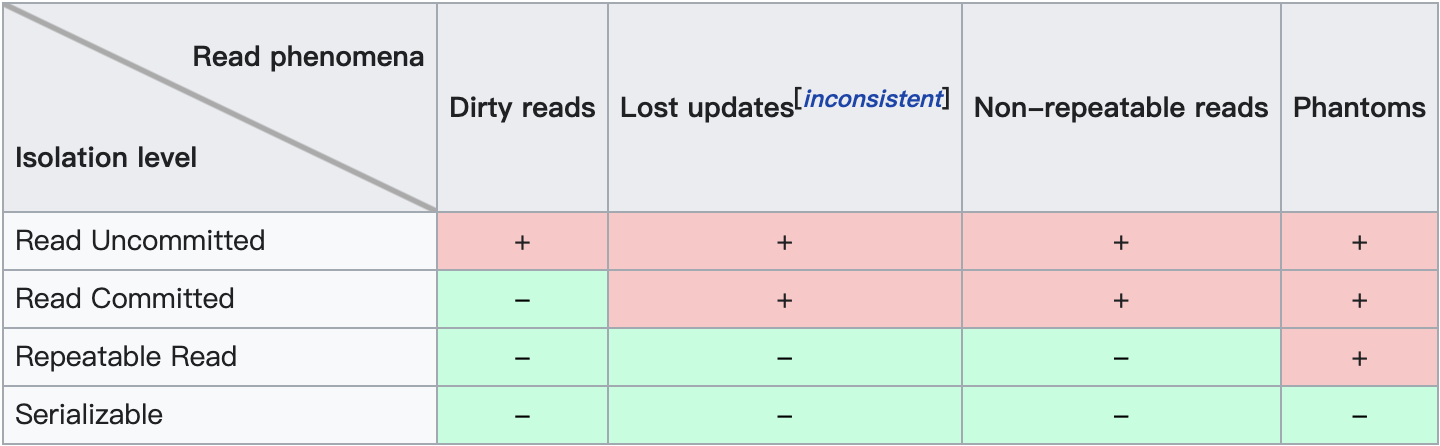 Read phenomena
Isolation level
Dirty reads
Lost updates[inconsistent]
Non-repeatable reads
Phantoms
Read Uncommitted + + + +
Read Committed − + + +
Repeatable Read − − − +
Serializable − − − −